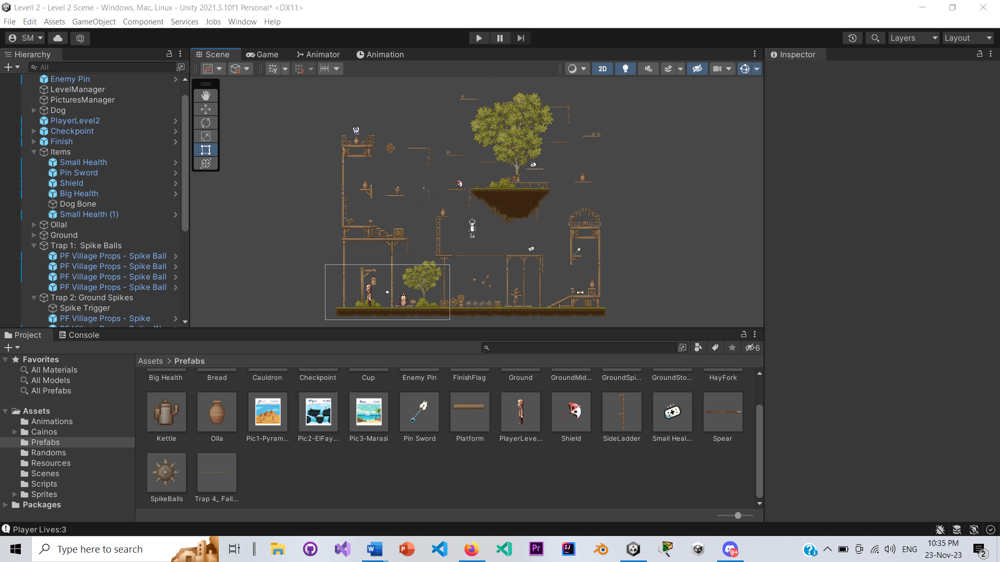 Levell 2 - Level 2 Scene - Windows, Mac, Linux - Unity 2021.3.10f1 Personal* <DX11>
File Edit Assets GameObject Component Services Jobs Window Help
SM
Layers Layout
Hierarchy
Scene Game Animator Animation
Inspector
All
2D
Enemy Pin
LevelManager
PicturesManager
Dog
PlayerLevel2
Checkpoint
Finish
Items
Small Health
Pin Sword
Shield
Big Health
Dog Bone
Small Health (1)
Ollal
Ground
Trap 1: Spike Balls
PF Village Props - Spike Ball
PF Village Props - Spike Ball
PF Village Props - Spike Ball
PF Village Props - Spike Ball
Trap 2: Ground Spikes
Spike Trigger
PF Village Props - Spike
Project Console
6
Favorites
All Materials
All Models
All Prefabs
Assets
Animations
Cainos
Prefabs
Randoms
Resources
Scenes
Scripts
Sprites
Packages
Assets > Prefabs
Big Health Bread Cauldron Checkpoint Cup Enemy Pin FinishFlag Ground GroundMid... GroundSpi... GroundSto... HayFork
Kettle Olla Pic1-Pyram... Pic2-ElFay... Pic3-Marasi Pin Sword Platform PlayerLeve... Shield SideLadder Small Heal... Spear
SpikeBalls Trap 4_ Fall...
Player Lives:3
Type here to search
9+
ENG
10:35 PM
23-Nov-23
2